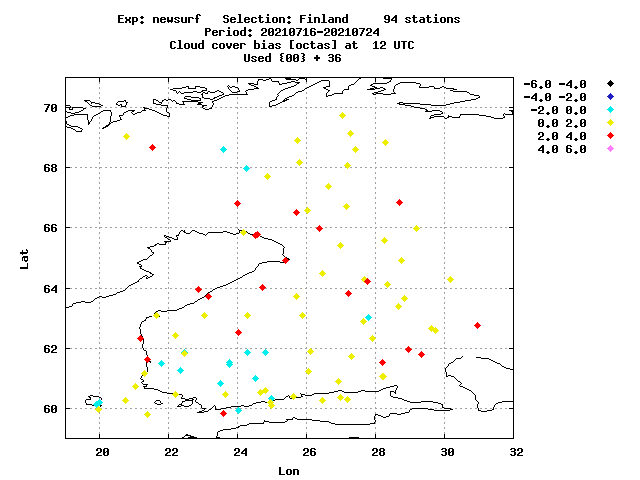 Exp: newsurf   Selection: Finland     94 stations
Period: 20210716-20210724
Cloud cover bias [octas] at  12 UTC
Used {00} + 36
-6.0 -4.0
-4.0 -2.0
-2.0 0.0
0.0 2.0
2.0 4.0
4.0 6.0
70
68
66
64
62
60
Lat
20 22 24 26 28 30 32
Lon